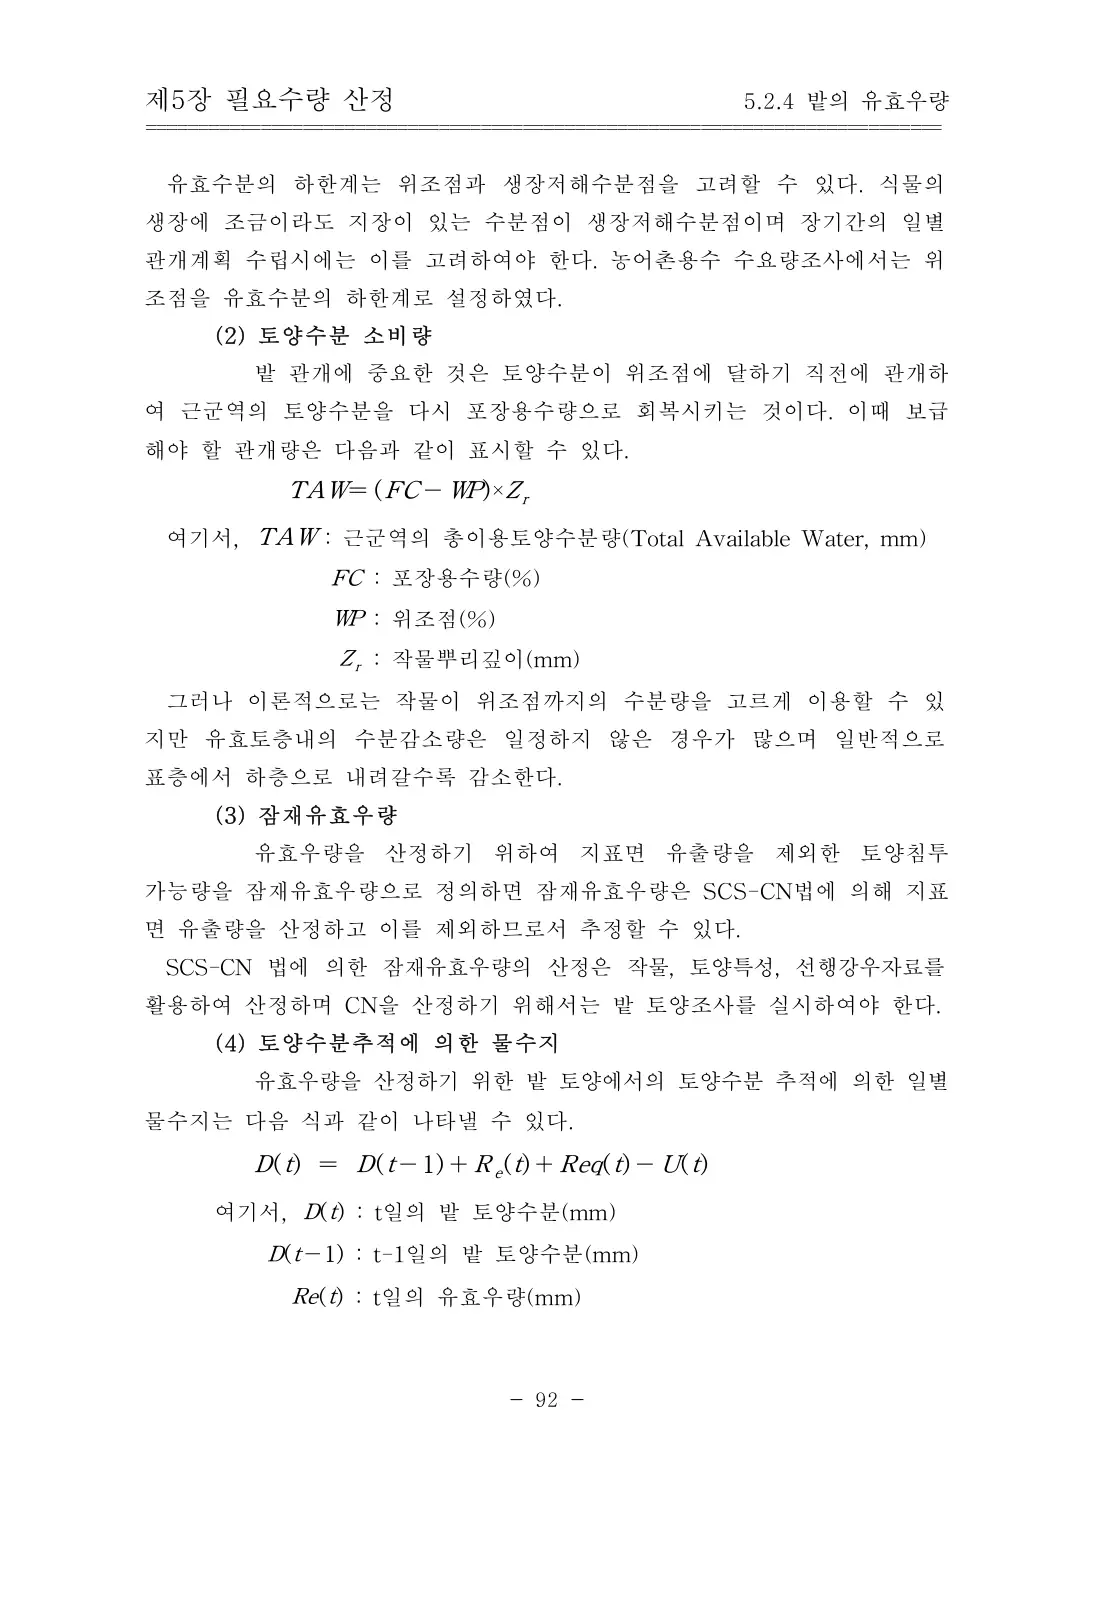 제5장 필요수량 산정 5.2.4 밭의 유효우량
유효수분의 하한계는 위조점과 생장저해수분점을 고려할 수 있다. 식물의
생장에 조금이라도 지장이 있는 수분점이 생장저해수분점이며 장기간의 일별
관개계획 수립시에는 이를 고려하여야 한다. 농어촌용수 수요량조사에서는 위
조점을 유효수분의 하한계로 설정하였다.
(2) 토양수분 소비량
밭 관개에 중요한 것은 토양수분이 위조점에 달하기 직전에 관개하
여 근군역의 토양수분을 다시 포장용수량으로 회복시키는 것이다. 이때 보급
해야 할 관개량은 다음과 같이 표시할 수 있다.
TAW=(FC-WP)×Zr
여기서, TAW : 근군역의 총이용토양수분량(Total Available Water, mm)
FC : 포장용수량(%)
WP : 위조점(%)
Zr : 작물뿌리깊이(mm)
그러나 이론적으로는 작물이 위조점까지의 수분량을 고르게 이용할 수 있
지만 유효토층내의 수분감소량은 일정하지 않은 경우가 많으며 일반적으로
표층에서 하층으로 내려갈수록 감소한다.
(3) 잠재유효우량
유효우량을 산정하기 위하여 지표면 유출량을 제외한 토양침투
가능량을 잠재유효우량으로 정의하면 잠재유효우량은 SCS-CN법에 의해 지표
면 유출량을 산정하고 이를 제외하므로서 추정할 수 있다.
SCS-CN 법에 의한 잠재유효우량의 산정은 작물, 토양특성, 선행강우자료를
활용하여 산정하며 CN을 산정하기 위해서는 밭 토양조사를 실시하여야 한다.
(4) 토양수분추적에 의한 물수지
유효우량을 산정하기 위한 밭 토양에서의 토양수분 추적에 의한 일별
물수지는 다음 식과 같이 나타낼 수 있다.
D(t) = D(t-1)+Re(t)+Req(t)-U(t)
여기서, D(t) : t일의 밭 토양수분(mm)
D(t-1) : t-1일의 밭 토양수분(mm)
Re(t) : t일의 유효우량(mm)
- 92 -